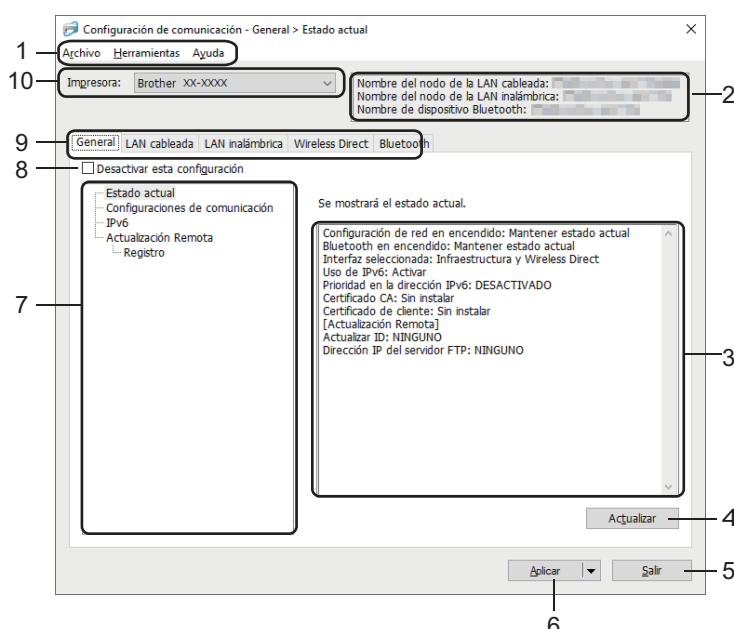 Configuración de comunicación - General > Estado actual
1
Archivo Herramientas Ayuda
10
Impresora: Brother XX-XXXX
Nombre del nodo de la LAN cableada:
Nombre del nodo de la LAN inalámbrica:
Nombre de dispositivo Bluetooth:
2
9
General LAN cableada LAN inalámbrica Wireless Direct Bluetooth
8
Desactivar esta configuración
Estado actual
Configuraciones de comunicación
IPv6
Actualización Remota
Registro
7
Se mostrará el estado actual.
Configuración de red en encendido: Mantener estado actual
Bluetooth en encendido: Mantener estado actual
Interfaz seleccionada: Infraestructura y Wireless Direct
Uso de IPv6: Activar
Prioridad en la dirección IPv6: DESACTIVADO
Certificado CA: Sin instalar
Certificado de cliente: Sin instalar
[Actualización Remota]
Actualizar ID: NINGUNO
Dirección IP del servidor FTP: NINGUNO
3
Actualizar
4
Aplicar
Salir
5
6